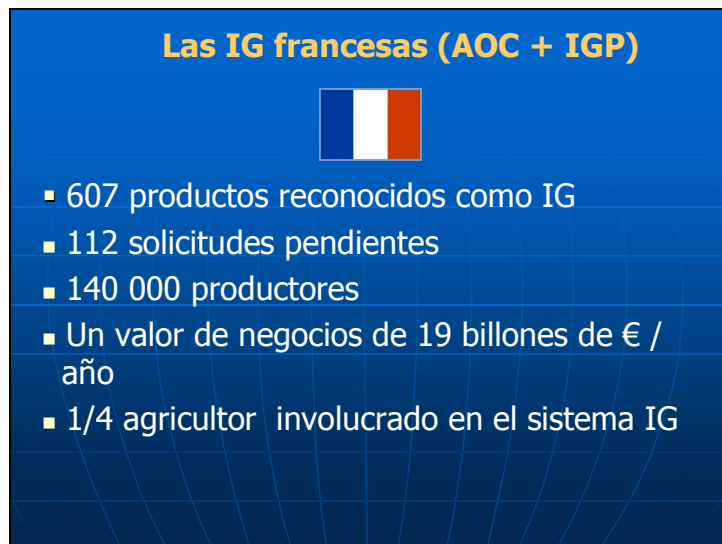 Las IG francesas (AOC + IGP)
▪ 607 productos reconocidos como IG
▪ 112 solicitudes pendientes
▪ 140 000 productores
▪ Un valor de negocios de 19 billones de € /
año
▪ 1/4 agricultor involucrado en el sistema IG